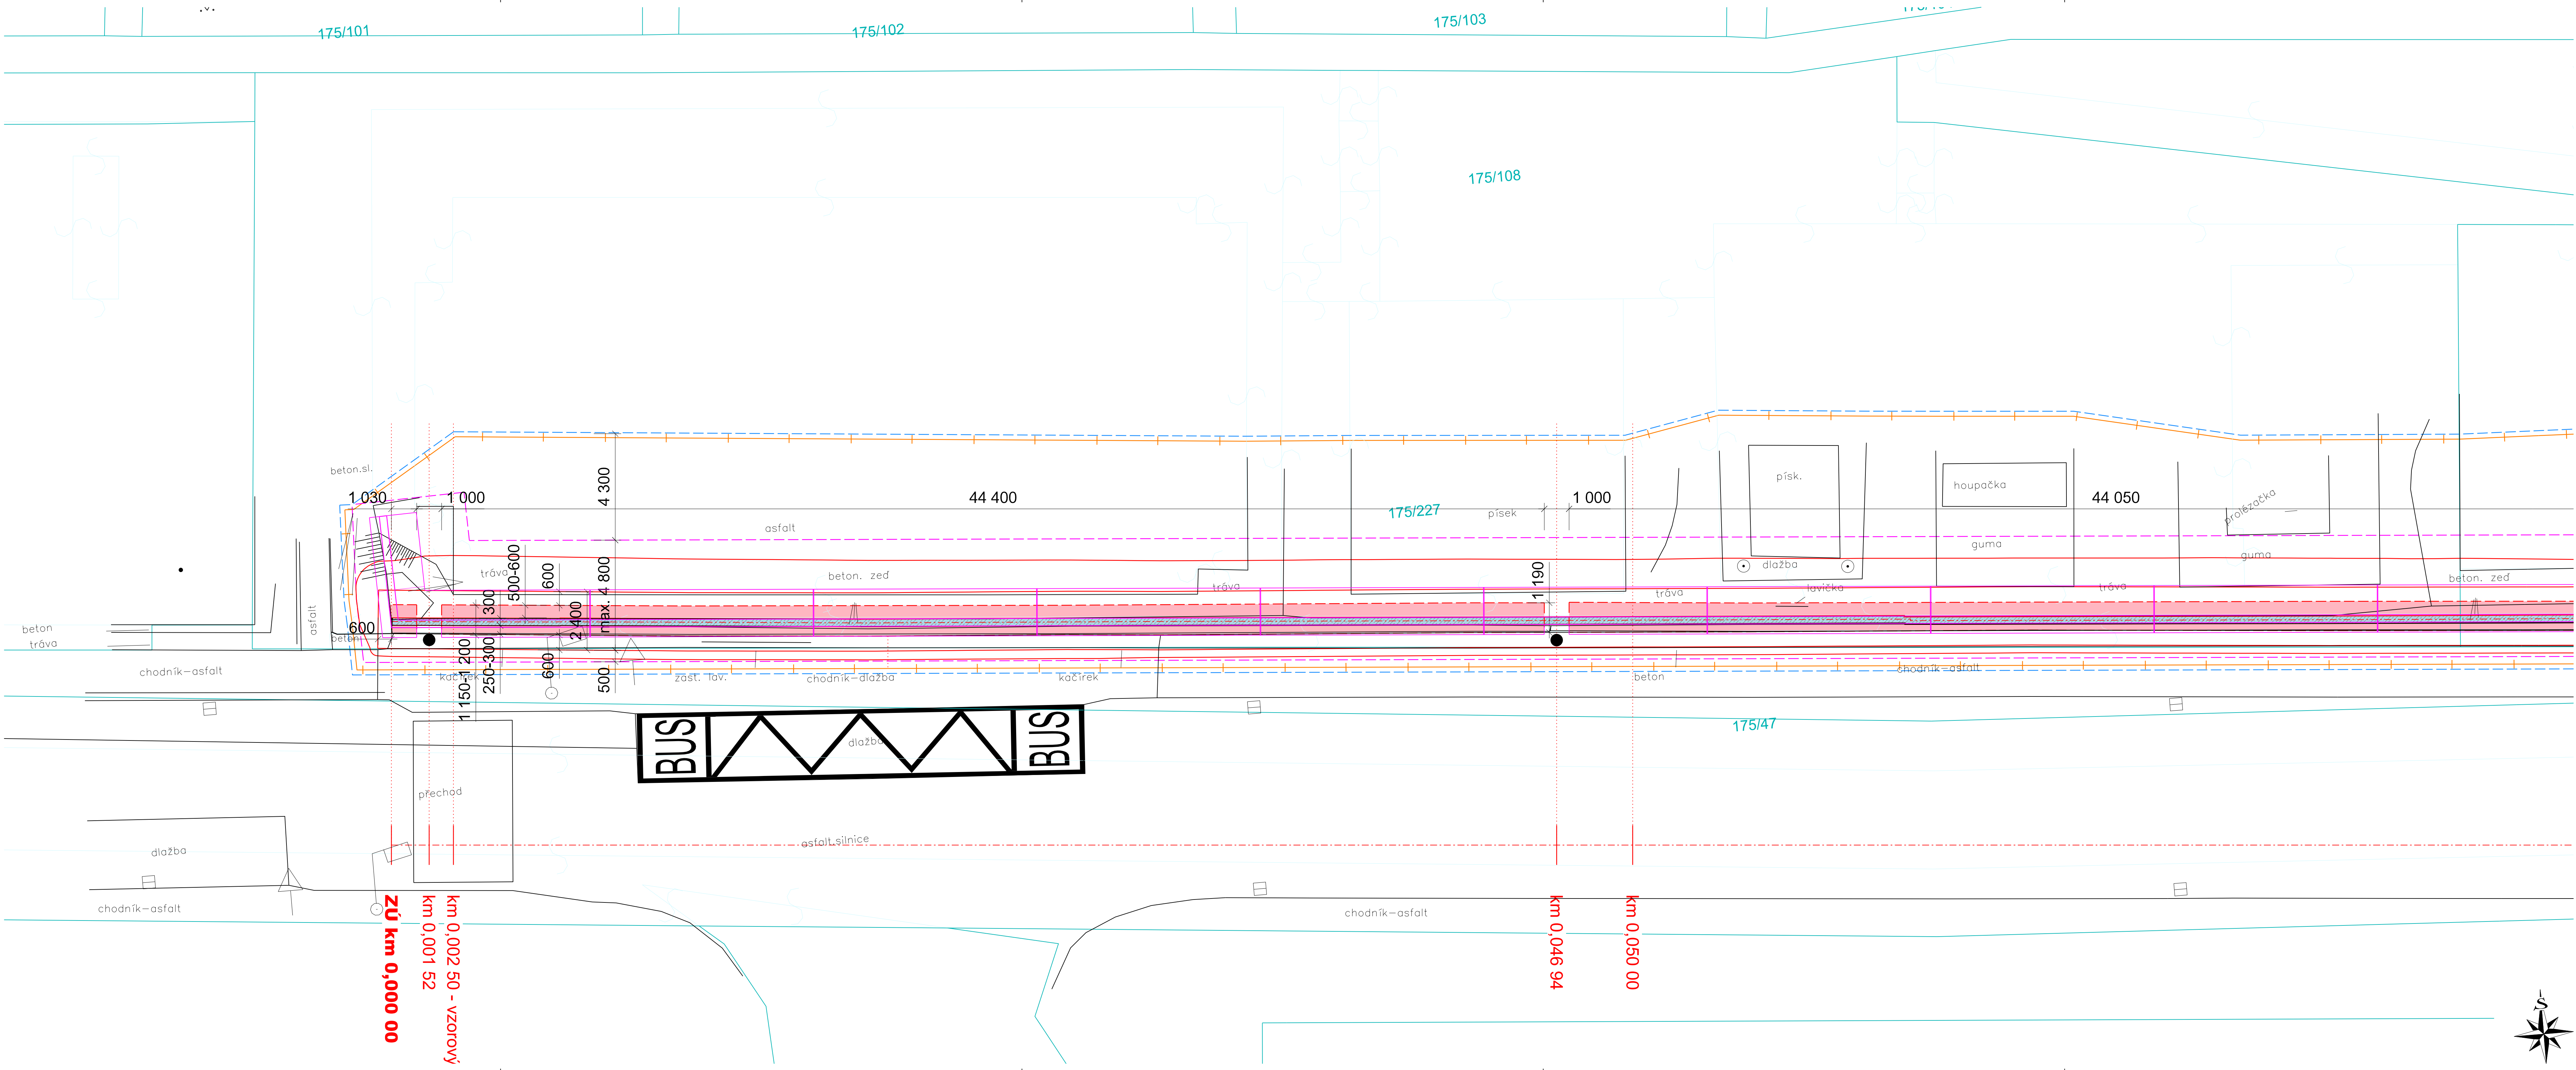 175/101
175/102
175/103
175/108
beton.sl.
1 030
1 000
44 400
4 300
asfalt
175/227
písek
1 000
písk.
houpačka
44 050
prolézačka
guma
guma
tráva
500-600
600
beton. zeď
tráva
1 190
dlažba
lavička
tráva
tráva
beton. zeď
asfalt
300
2 400
max. 4 800
beton
tráva
600
beton
chodník-asfalt
1 150-1 200
250-300
600
500
kačírek
zast. lav.
chodník-dlažba
kačírek
beton
chodník-asfalt
175/47
BUS
dlažba
BUS
přechod
asfalt.silnice
dlažba
chodník-asfalt
chodník-asfalt
ZÚ km 0,000 00
km 0,001 52
km 0,002 50 - vzorový
km 0,046 94
km 0,050 00
Š